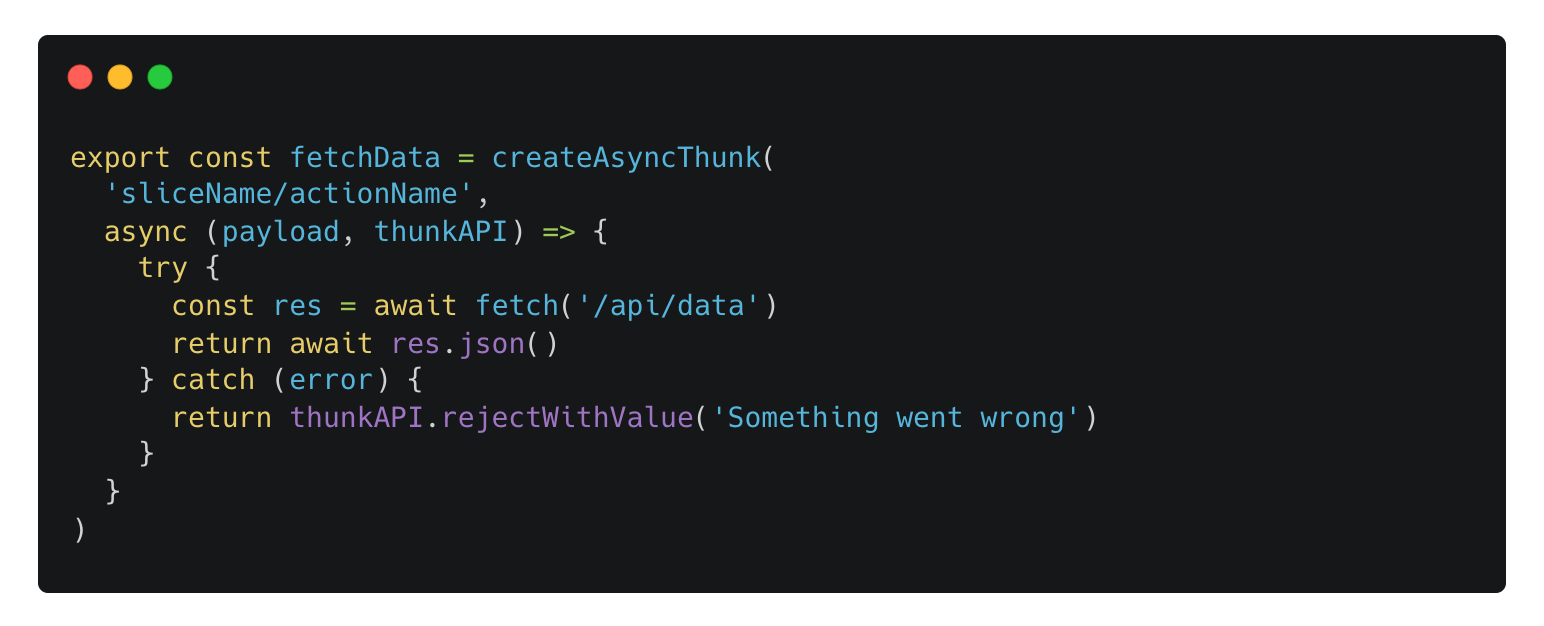 export const fetchData = createAsyncThunk(
  'sliceName/actionName',
  async (payload, thunkAPI) => {
    try {
      const res = await fetch('/api/data')
      return await res.json()
    } catch (error) {
      return thunkAPI.rejectWithValue('Something went wrong')
    }
  }
)